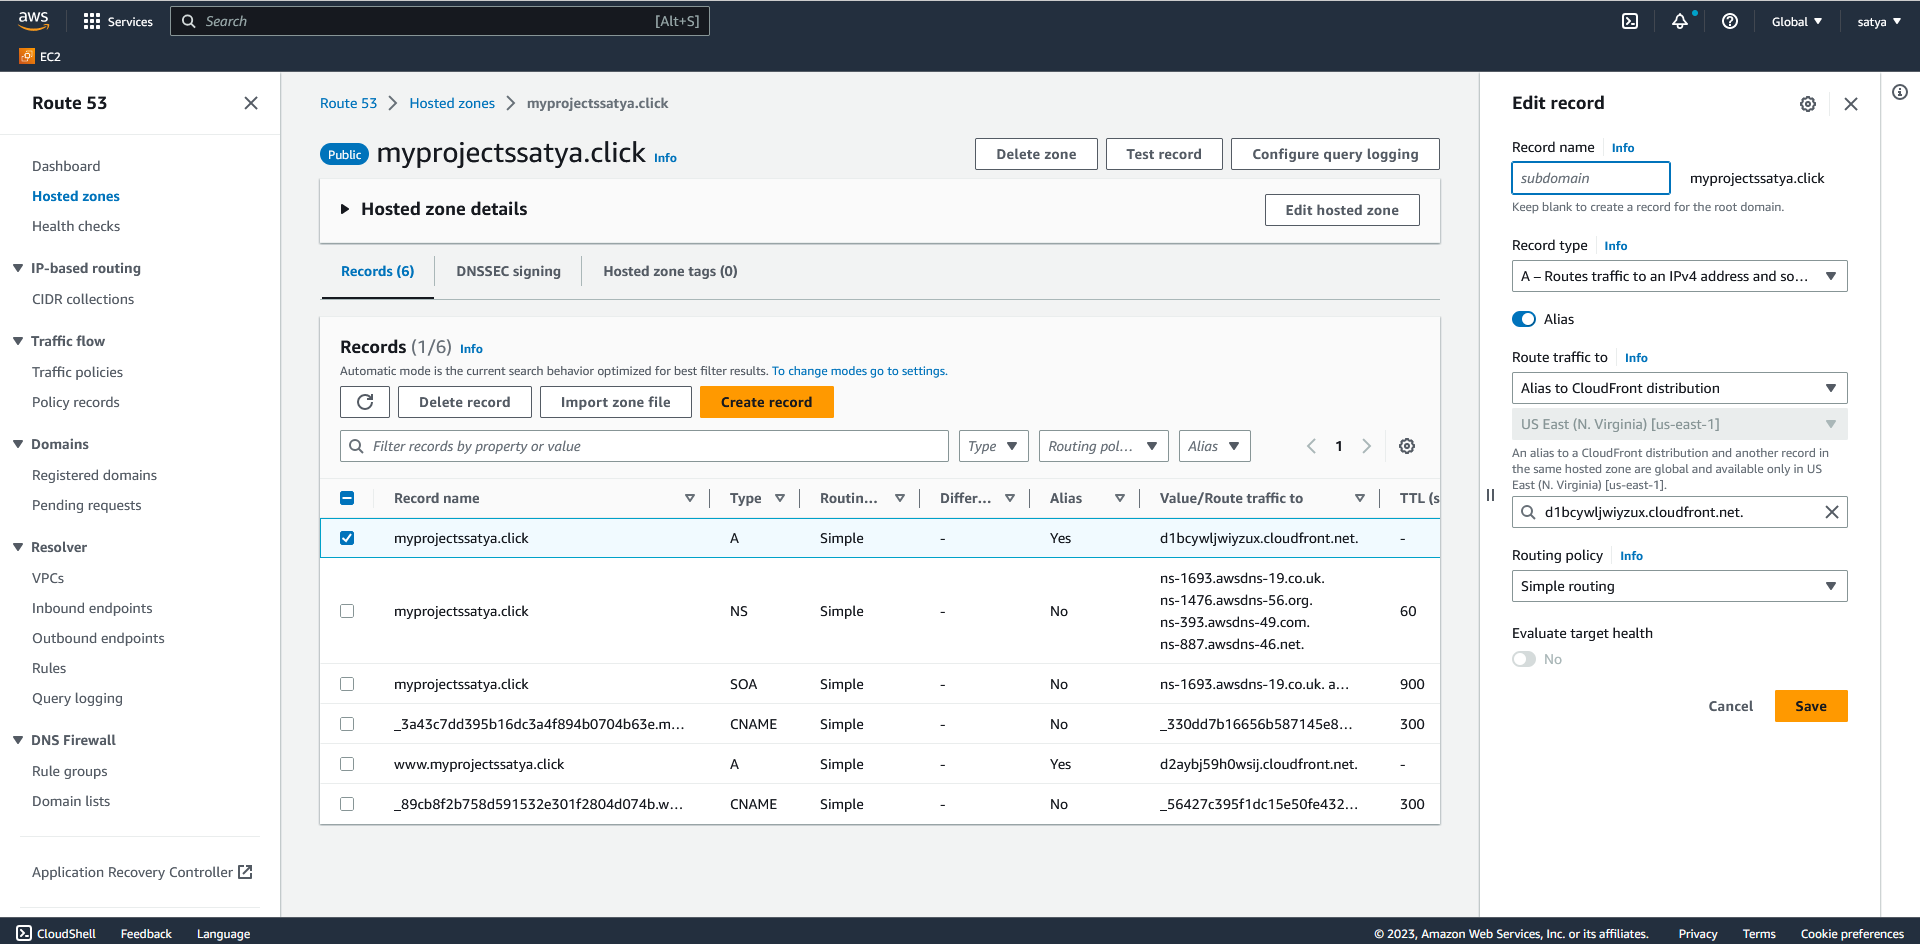 aws
Services
Search
[Alt+S]
Global
satya
EC2
Route 53
Dashboard
Hosted zones
Health checks
IP-based routing
CIDR collections
Traffic flow
Traffic policies
Policy records
Domains
Registered domains
Pending requests
Resolver
VPCs
Inbound endpoints
Outbound endpoints
Rules
Query logging
DNS Firewall
Rule groups
Domain lists
Application Recovery Controller
Route 53 > Hosted zones > myprojectssatya.click
Public myprojectssatya.click Info
Delete zone
Test record
Configure query logging
Hosted zone details
Edit hosted zone
Records (6)
DNSSEC signing
Hosted zone tags (0)
Records (1/6) Info
Automatic mode is the current search behavior optimized for best filter results. To change modes go to settings.
Delete record
Import zone file
Create record
Filter records by property or value
Type
Routing pol...
Alias
1
Record name Type Routin... Differ... Alias Value/Route traffic to TTL (s
myprojectssatya.click A Simple - Yes d1bcywljwiyzux.cloudfront.net. -
myprojectssatya.click NS Simple - No ns-1693.awsdns-19.co.uk.
ns-1476.awsdns-56.org.
ns-393.awsdns-49.com.
ns-887.awsdns-46.net.
60
myprojectssatya.click SOA Simple - No ns-1693.awsdns-19.co.uk. a... 900
_3a43c7dd395b16dc3a4f894b0704b63e.m... CNAME Simple - No _330dd7b16656b587145e8... 300
www.myprojectssatya.click A Simple - Yes d2aybj59h0wsij.cloudfront.net. -
_89cb8f2b758d591532e301f2804d074b.w... CNAME Simple - No _56427c395f1dc15e50fe432... 300
Edit record
Record name Info
subdomain
myprojectssatya.click
Keep blank to create a record for the root domain.
Record type Info
A – Routes traffic to an IPv4 address and so...
Alias
Route traffic to Info
Alias to CloudFront distribution
US East (N. Virginia) [us-east-1]
An alias to a CloudFront distribution and another record in
the same hosted zone are global and available only in US
East (N. Virginia) [us-east-1].
d1bcywljwiyzux.cloudfront.net.
Routing policy Info
Simple routing
Evaluate target health
No
Cancel
Save
CloudShell
Feedback
Language
© 2023, Amazon Web Services, Inc. or its affiliates.
Privacy
Terms
Cookie preferences